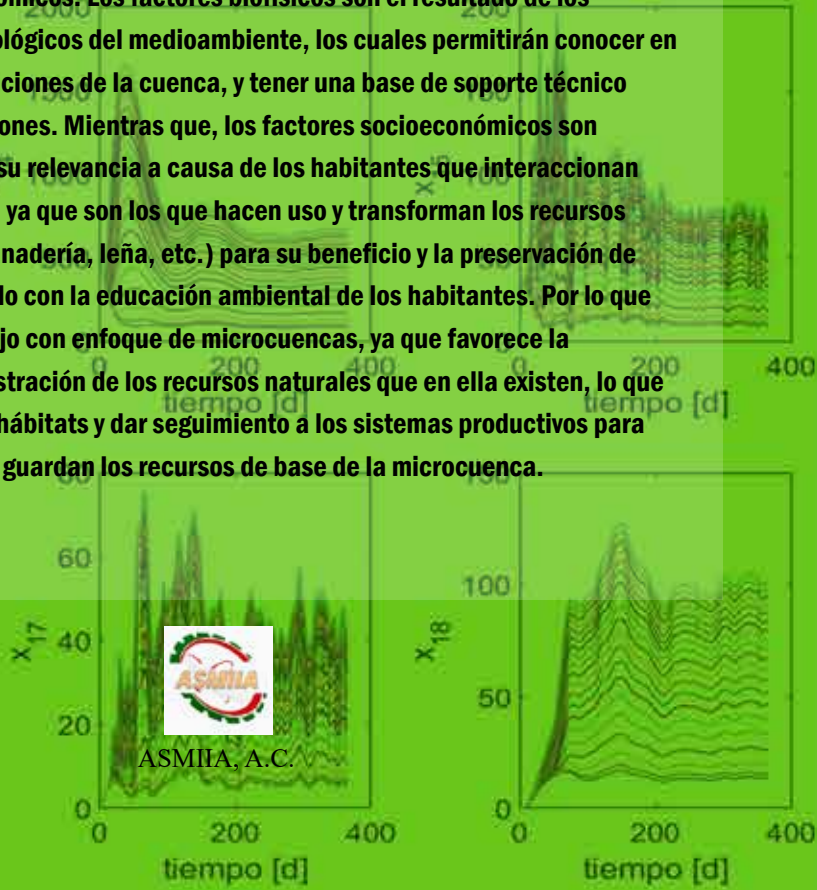 ómicos. Los factores biofísicos son el resultado de los
ológicos del medioambiente, los cuales permitirán conocer en
ciones de la cuenca, y tener una base de soporte técnico
iones. Mientras que, los factores socioeconómicos son
su relevancia a causa de los habitantes que interaccionan
ya que son los que hacen uso y transforman los recursos
nadería, leña, etc.) para su beneficio y la preservación de
do con la educación ambiental de los habitantes. Por lo que
jo con enfoque de microcuencas, ya que favorece la
stración de los recursos naturales que en ella existen, lo que
hábitats y dar seguimiento a los sistemas productivos para
guardan los recursos de base de la microcuenca.
0 200 400
tiempo [d]
200 400
tiempo [d]
60
40
20
0
x17
0 200 400
tiempo [d]
100
50
0
x18
0 200 400
tiempo [d]
ASMIIA
ASMIIA, A.C.